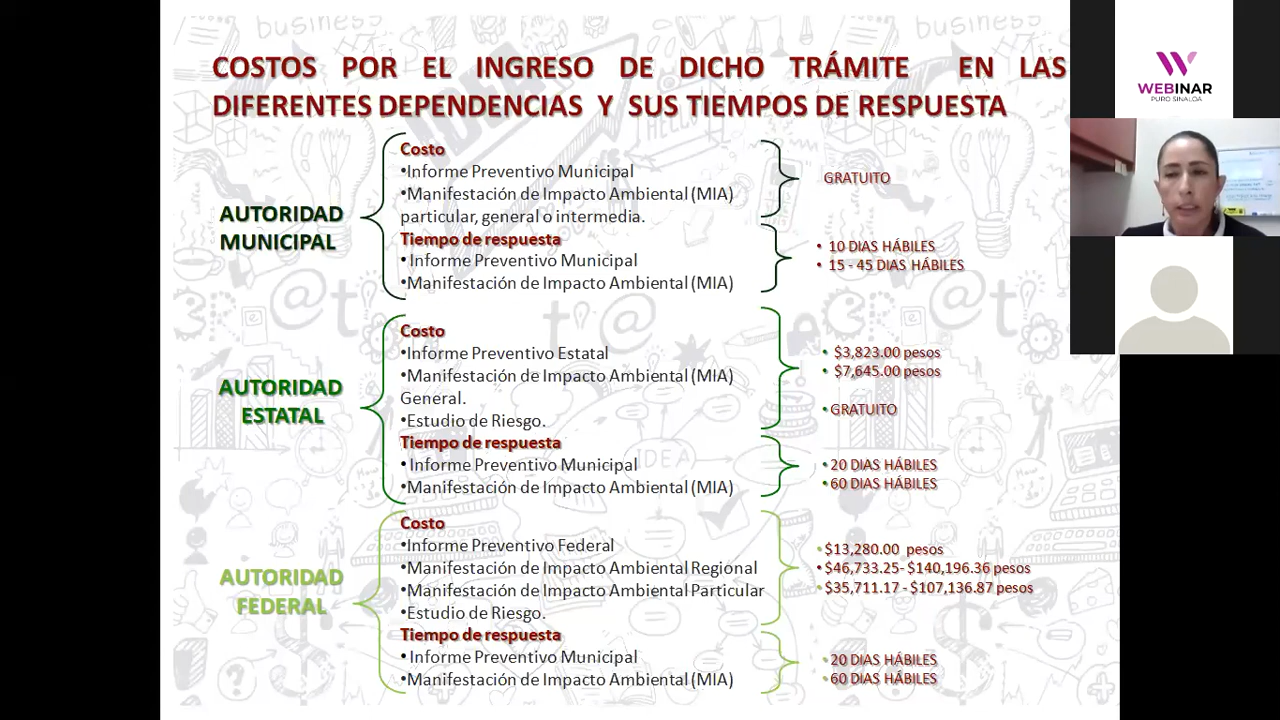 COSTOS POR EL INGRESO DE DICHO TRÁMITE EN LAS
DIFERENTES DEPENDENCIAS Y SUS TIEMPOS DE RESPUESTA
AUTORIDAD
MUNICIPAL
Costo
•Informe Preventivo Municipal
•Manifestación de Impacto Ambiental (MIA)
particular, general o intermedia.
GRATUITO
Tiempo de respuesta
•Informe Preventivo Municipal
•Manifestación de Impacto Ambiental (MIA)
• 10 DIAS HÁBILES
• 15 - 45 DIAS HÁBILES
AUTORIDAD
ESTATAL
Costo
•Informe Preventivo Estatal
•Manifestación de Impacto Ambiental (MIA)
General.
•Estudio de Riesgo.
• $3,823.00 pesos
• $7,645.00 pesos
• GRATUITO
Tiempo de respuesta
•Informe Preventivo Municipal
•Manifestación de Impacto Ambiental (MIA)
• 20 DIAS HÁBILES
• 60 DIAS HÁBILES
AUTORIDAD
FEDERAL
Costo
•Informe Preventivo Federal
•Manifestación de Impacto Ambiental Regional
•Manifestación de Impacto Ambiental Particular
•Estudio de Riesgo.
• $13,280.00 pesos
• $46,733.25- $140,196.36 pesos
• $35,711.17 - $107,136.87 pesos
Tiempo de respuesta
•Informe Preventivo Municipal
•Manifestación de Impacto Ambiental (MIA)
• 20 DIAS HÁBILES
• 60 DIAS HÁBILES
WEBINAR
PURO SINALOA
business
IDEA
HELLO
IDEA
business